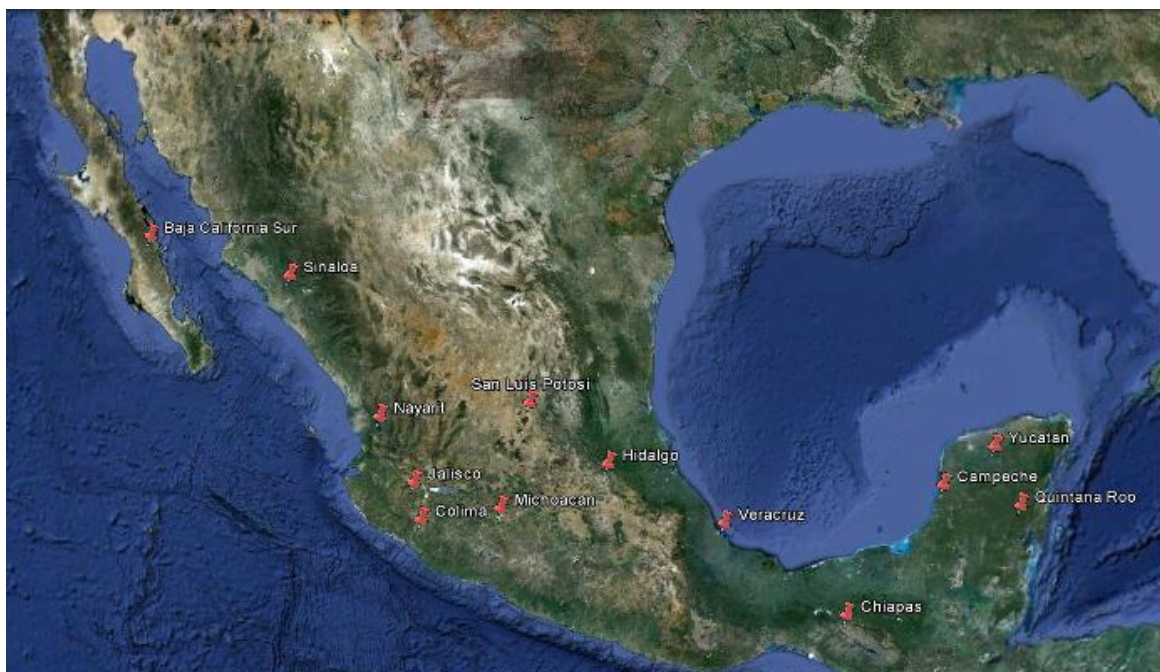 Baja California Sur
Sinaloa
San Luis Potosi
Nayarit
Hidalgo
Yucatan
Jalisco
Campeche
Michoacan
Quintana Roo
Colima
Veracruz
Chiapas